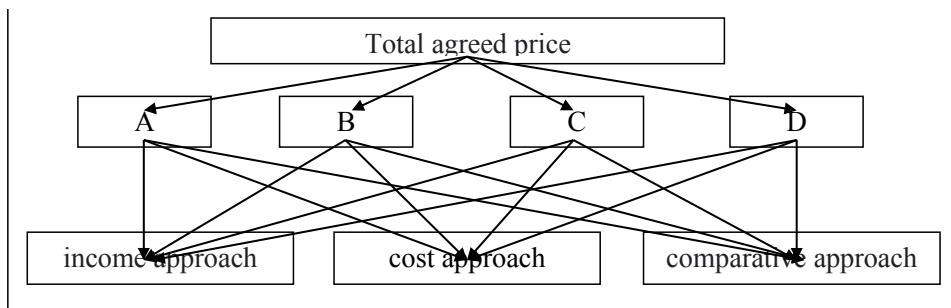 Total agreed price
A B C D
income approach cost approach comparative approach